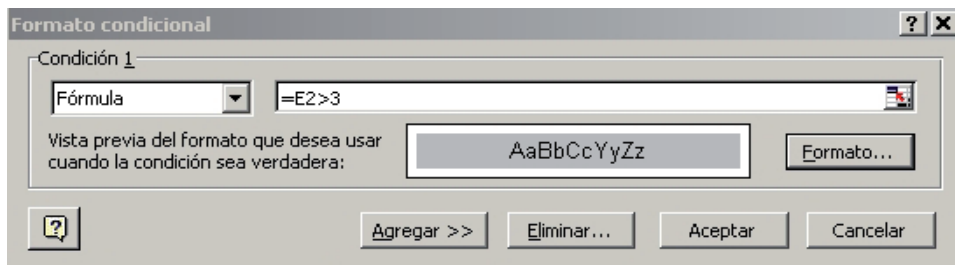 Formato condicional
Condición 1
Fórmula
=E2>3
Vista previa del formato que desea usar
cuando la condición sea verdadera:
AaBbCcYyZz
Formato...
Agregar >>
Eliminar...
Aceptar
Cancelar